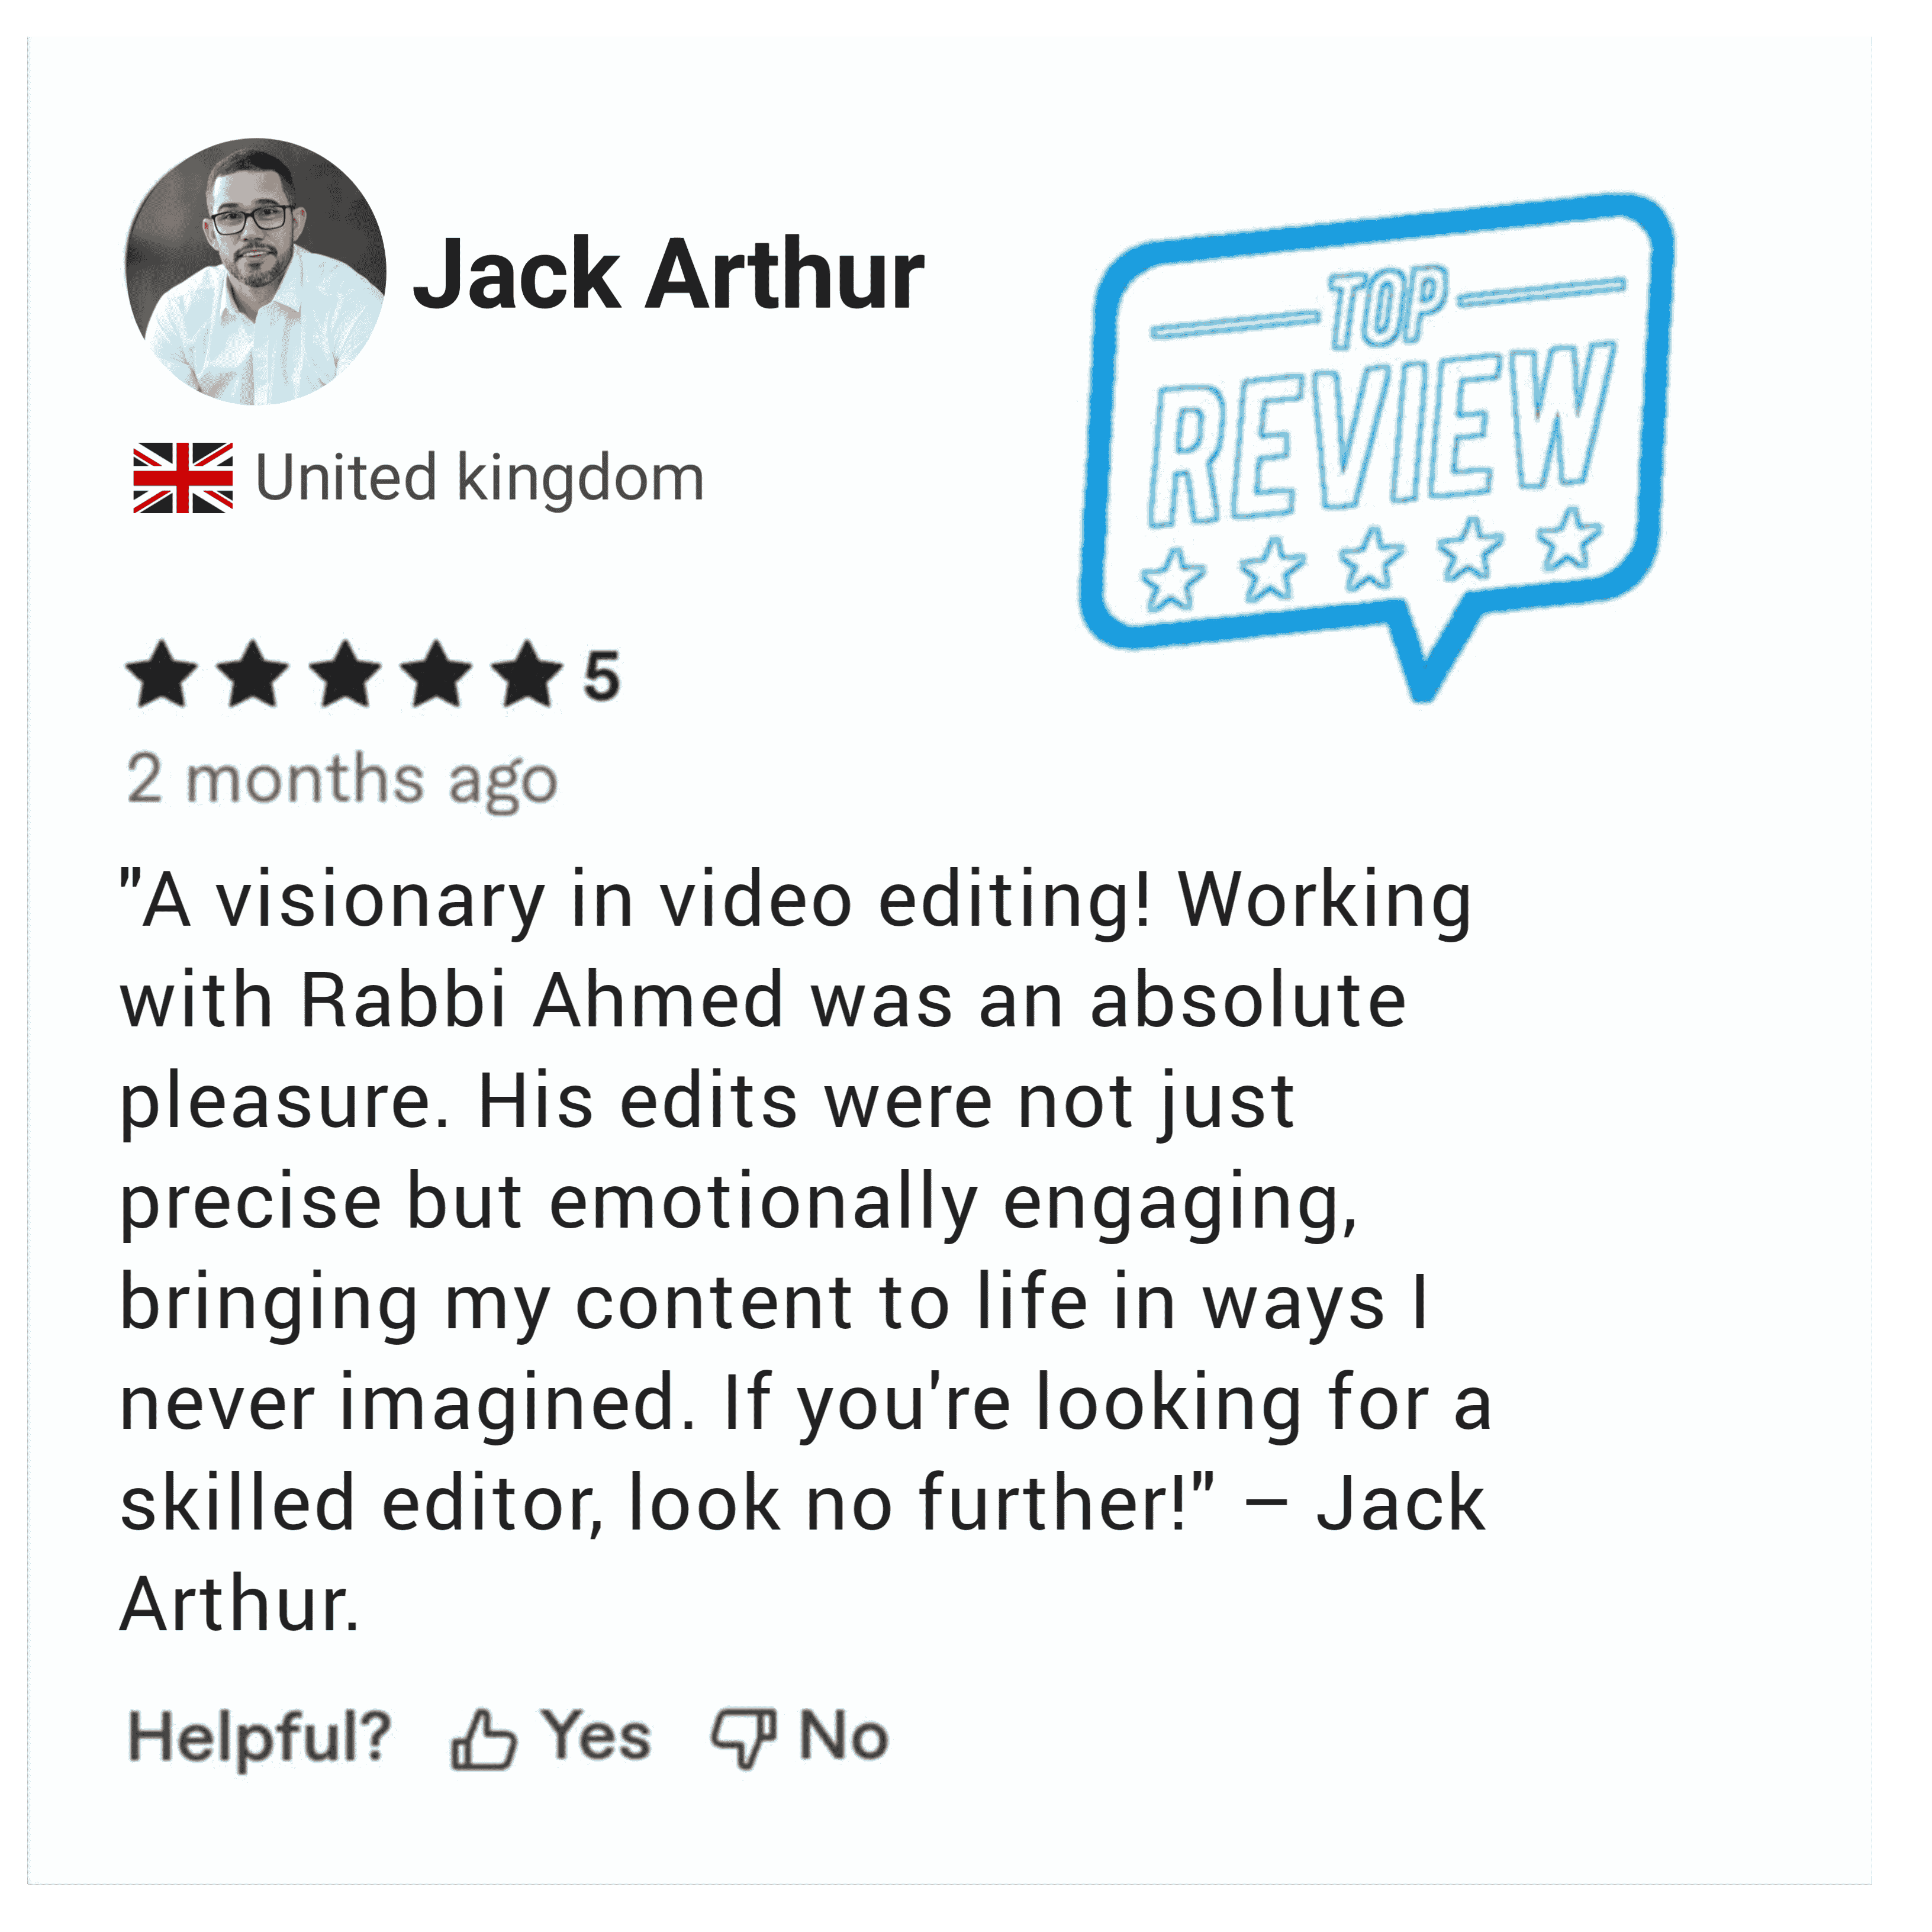 Jack Arthur
TOP
REVIEW
United kingdom
5
2 months ago
"A visionary in video editing! Working
with Rabbi Ahmed was an absolute
pleasure. His edits were not just
precise but emotionally engaging,
bringing my content to life in ways I
never imagined. If you're looking for a
skilled editor, look no further!" – Jack
Arthur.
Helpful? Yes No